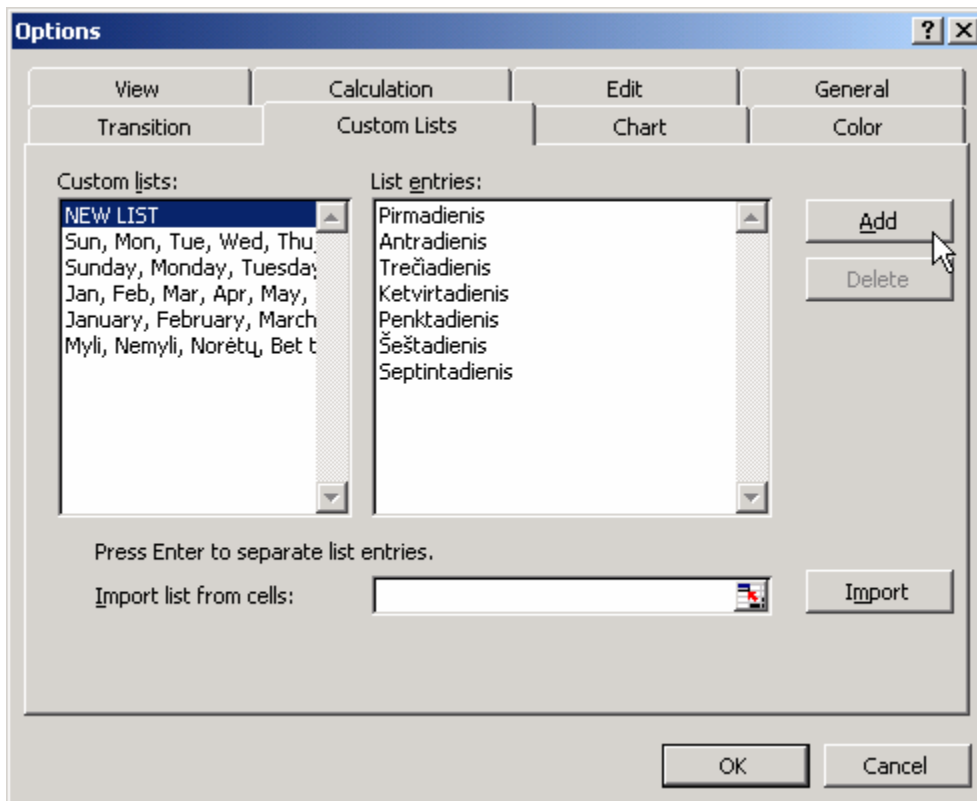 Options
View
Calculation
Edit
General
Transition
Custom Lists
Chart
Color
Custom lists:
NEW LIST
Sun, Mon, Tue, Wed, Thu,
Sunday, Monday, Tuesday
Jan, Feb, Mar, Apr, May,
January, February, March
Myli, Nemyli, Norėtų, Bet t
List entries:
Pirmadienis
Antradienis
Trečiadienis
Ketvirtadienis
Penktadienis
Šeštadienis
Septintadienis
Add
Delete
Press Enter to separate list entries.
Import list from cells:
Import
OK
Cancel